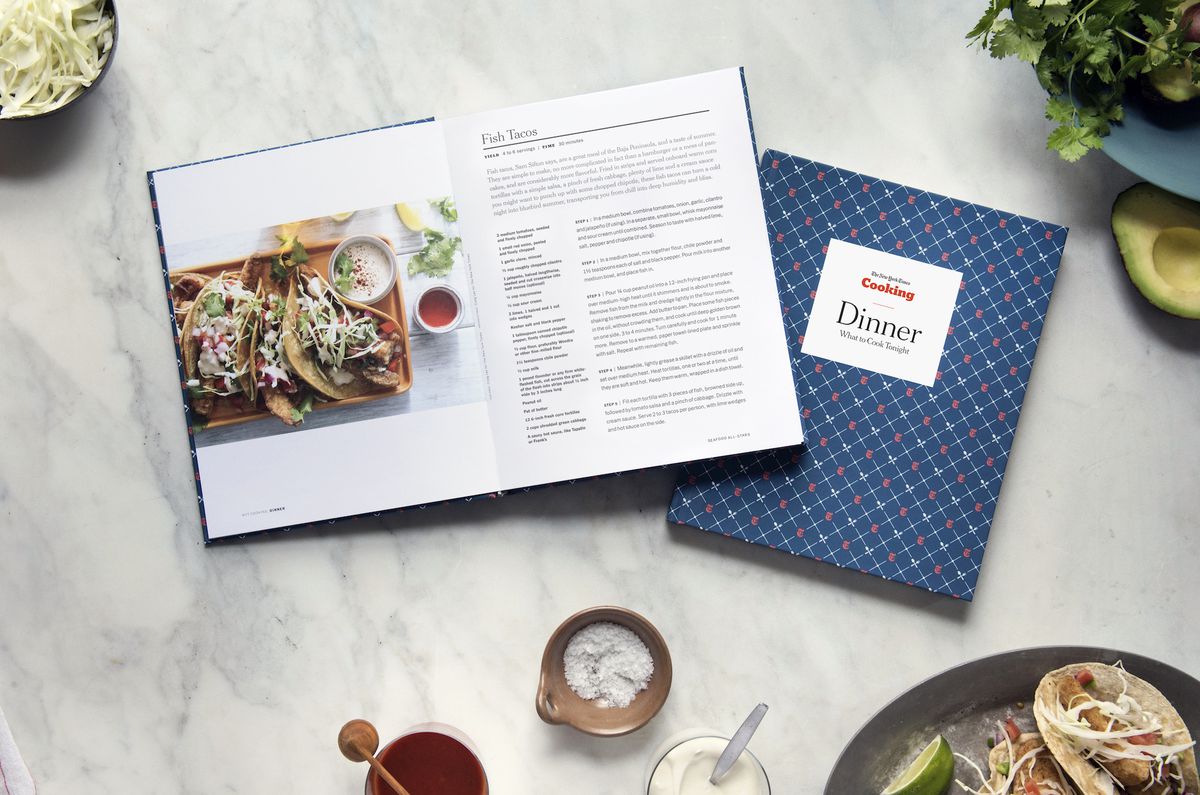 Fish Tacos
YIELD 4 to 6 servings | TIME 30 minutes
Fish tacos, Sam Sifton says, are a great meal of the Baja Peninsula, and a taste of summer.
They are simple to make, no more complicated in fact than a hamburger or a mess of pan-
cakes, and are considerably more flavorful. Fried in strips and served onboard warm corn
tortillas with a simple salsa, a pinch of fresh cabbage, plenty of lime and a cream sauce
you might want to punch up with some chopped chipotle, these fish tacos can turn a cold
night into bluebird summer, transporting you from chill into deep humidity and bliss.
2 medium tomatoes, seeded
and finely chopped
1 small red onion, peeled
and finely chopped
1 garlic clove, minced
½ cup roughly chopped cilantro
1 jalapeño, halved lengthwise,
seeded and cut crosswise into
half moons (optional)
½ cup mayonnaise
½ cup sour cream
2 limes, 1 halved and 1 cut
into wedges
Kosher salt and black pepper
1 tablespoon canned chipotle
pepper, finely chopped (optional)
½ cup flour, preferably Wondra
or other fine-milled flour
1½ teaspoons chile powder
½ cup milk
1 pound flounder or any firm white-
fleshed fish, cut across the grain
of the flesh into strips about ½ inch
wide by 3 inches long
Peanut oil
Pat of butter
12 6-inch fresh corn tortillas
2 cups shredded green cabbage
A saucy hot sauce, like Tapatio
or Frank's
STEP 1 | In a medium bowl, combine tomatoes, onion, garlic, cilantro
and jalapeño (if using). In a separate, small bowl, whisk mayonnaise
and sour cream until combined. Season to taste with halved lime,
salt, pepper and chipotle (if using).
STEP 2 | In a medium bowl, mix together flour, chile powder and
1½ teaspoons each of salt and black pepper. Pour milk into another
medium bowl, and place fish in.
STEP 3 | Pour ¼ cup peanut oil into a 12-inch frying pan and place
over medium-high heat until it shimmers and is about to smoke.
Remove fish from the milk and dredge lightly in the flour mixture,
shaking to remove excess. Add butter to pan. Place some fish pieces
in the oil, without crowding them, and cook until deep golden brown
on one side, 3 to 4 minutes. Turn carefully and cook for 1 minute
more. Remove to a warmed, paper towel-lined plate and sprinkle
with salt. Repeat with remaining fish.
STEP 4 | Meanwhile, lightly grease a skillet with a drizzle of oil and
set over medium heat. Heat tortillas, one or two at a time, until
they are soft and hot. Keep them warm, wrapped in a dish towel.
STEP 5 | Fill each tortilla with 3 pieces of fish, browned side up,
followed by tomato salsa and a pinch of cabbage. Drizzle with
cream sauce. Serve 2 to 3 tacos per person, with lime wedges
and hot sauce on the side.
SEAFOOD ALL-STARS
NYT COOKING DINNER
The New York Times
Cooking
Dinner
What to Cook Tonight